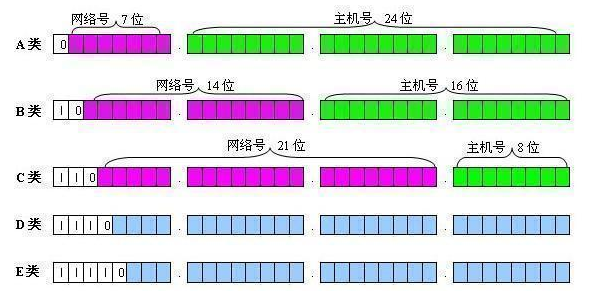 网络号 7 位 主机号 24 位
A 类 0 . . .
网络号 14 位 主机号 16 位
B 类 1 0 . . .
网络号 21 位 主机号 8 位
C 类 1 1 0 . . .
D 类 1 1 1 0 . . .
E 类 1 1 1 1 0 . . .